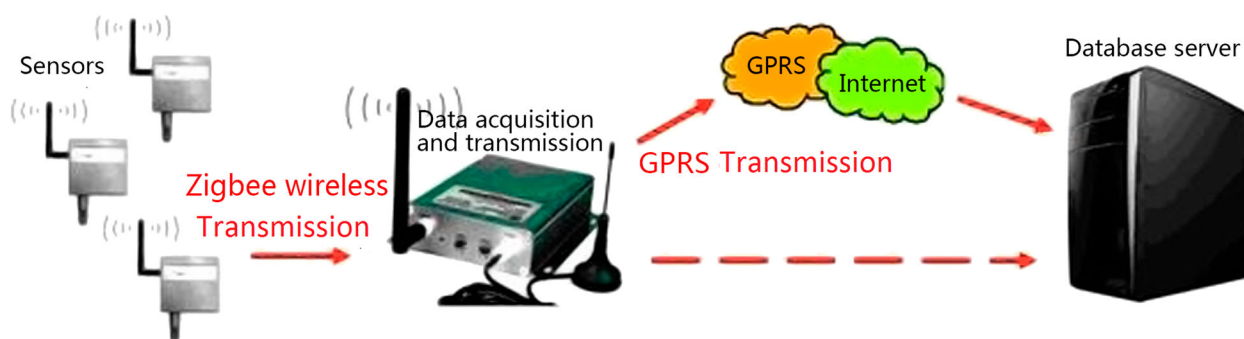 Sensors
Zigbee wireless
Transmission
Data acquisition
and transmission
GPRS
Internet
GPRS Transmission
Database server